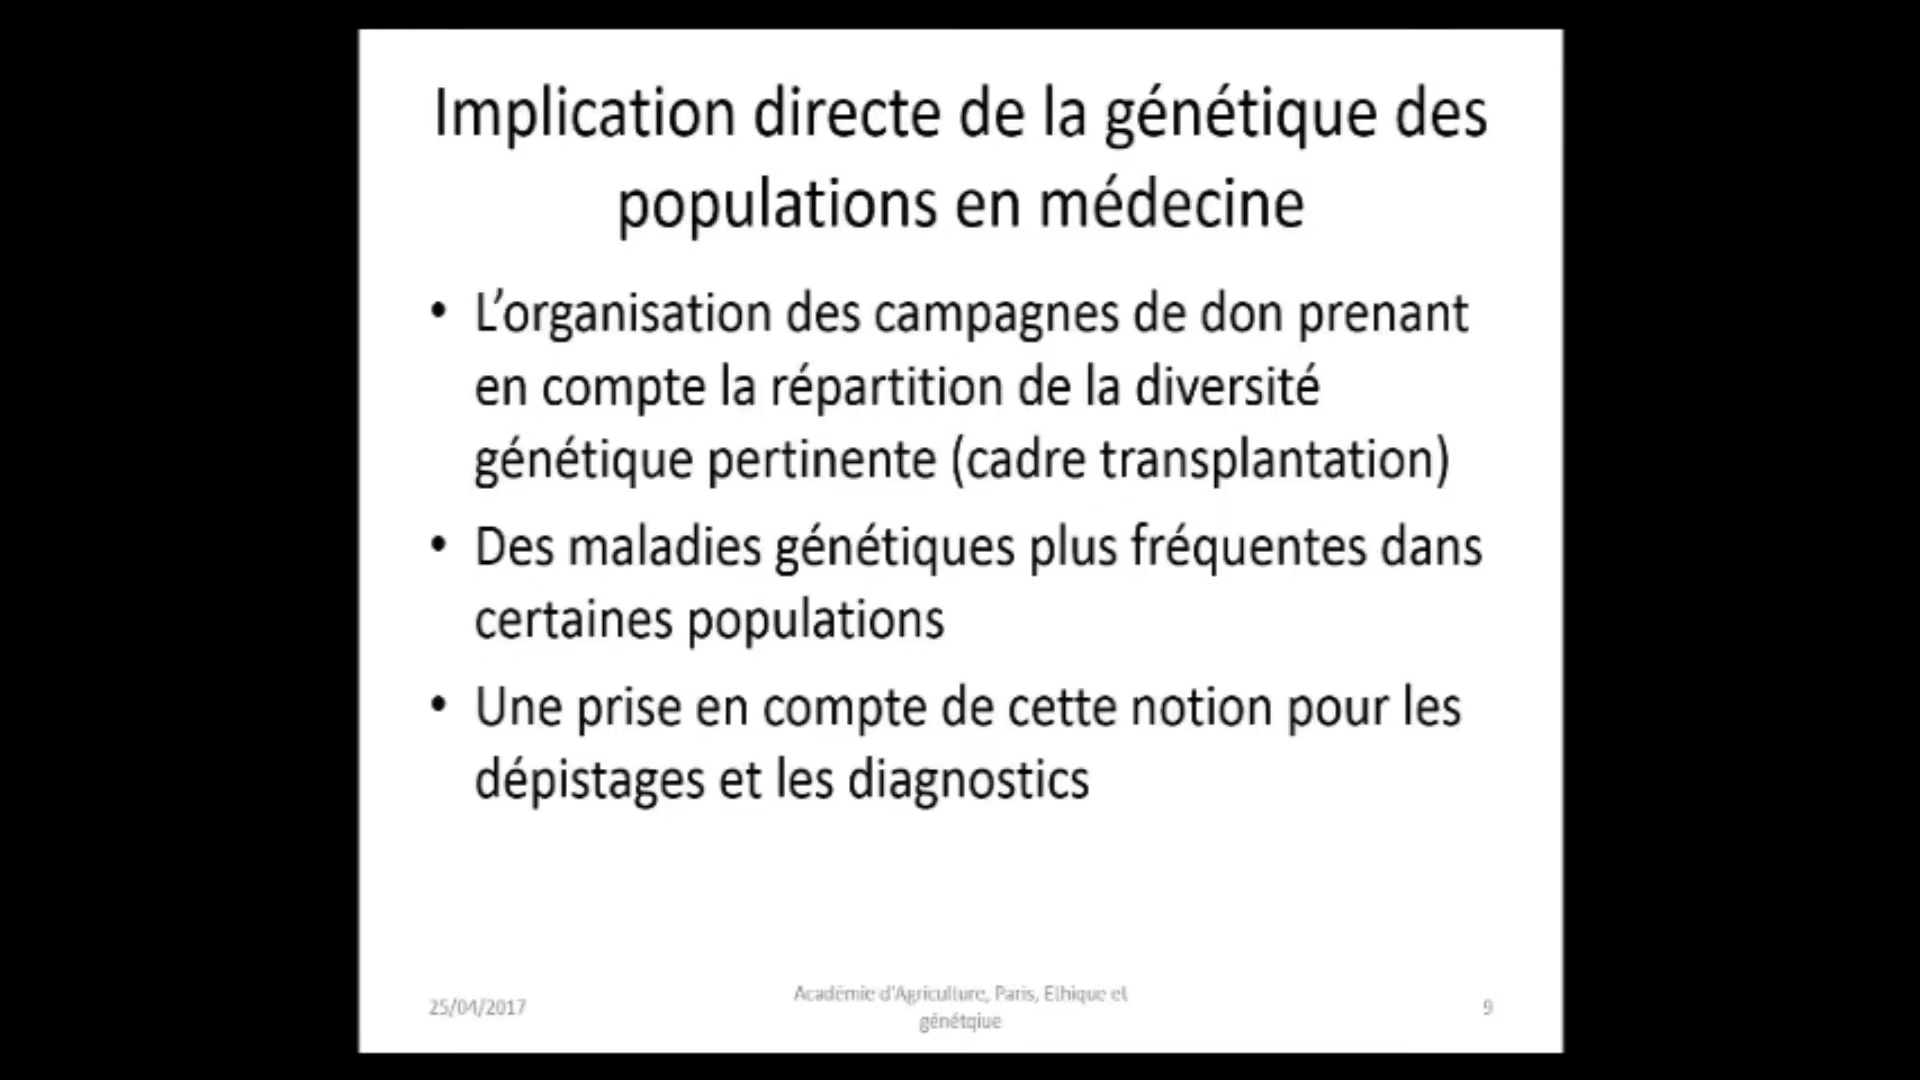 Implication directe de la génétique des
populations en médecine
• L’organisation des campagnes de don prenant
en compte la répartition de la diversité
génétique pertinente (cadre transplantation)
• Des maladies génétiques plus fréquentes dans
certaines populations
• Une prise en compte de cette notion pour les
dépistages et les diagnostics
25/04/2017
Académie d'Agriculture, Paris, Ethique et
génétqiue
9